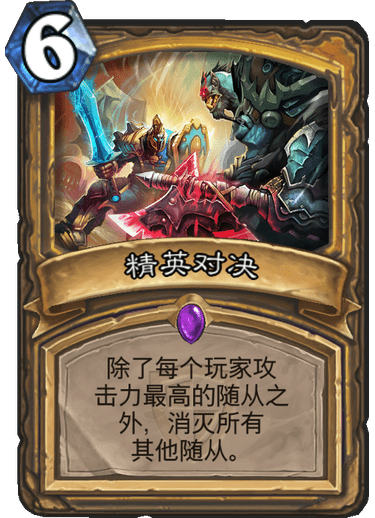 6
精英对决
除了每个玩家攻
击力最高的随从之
外，消灭所有
其他随从。